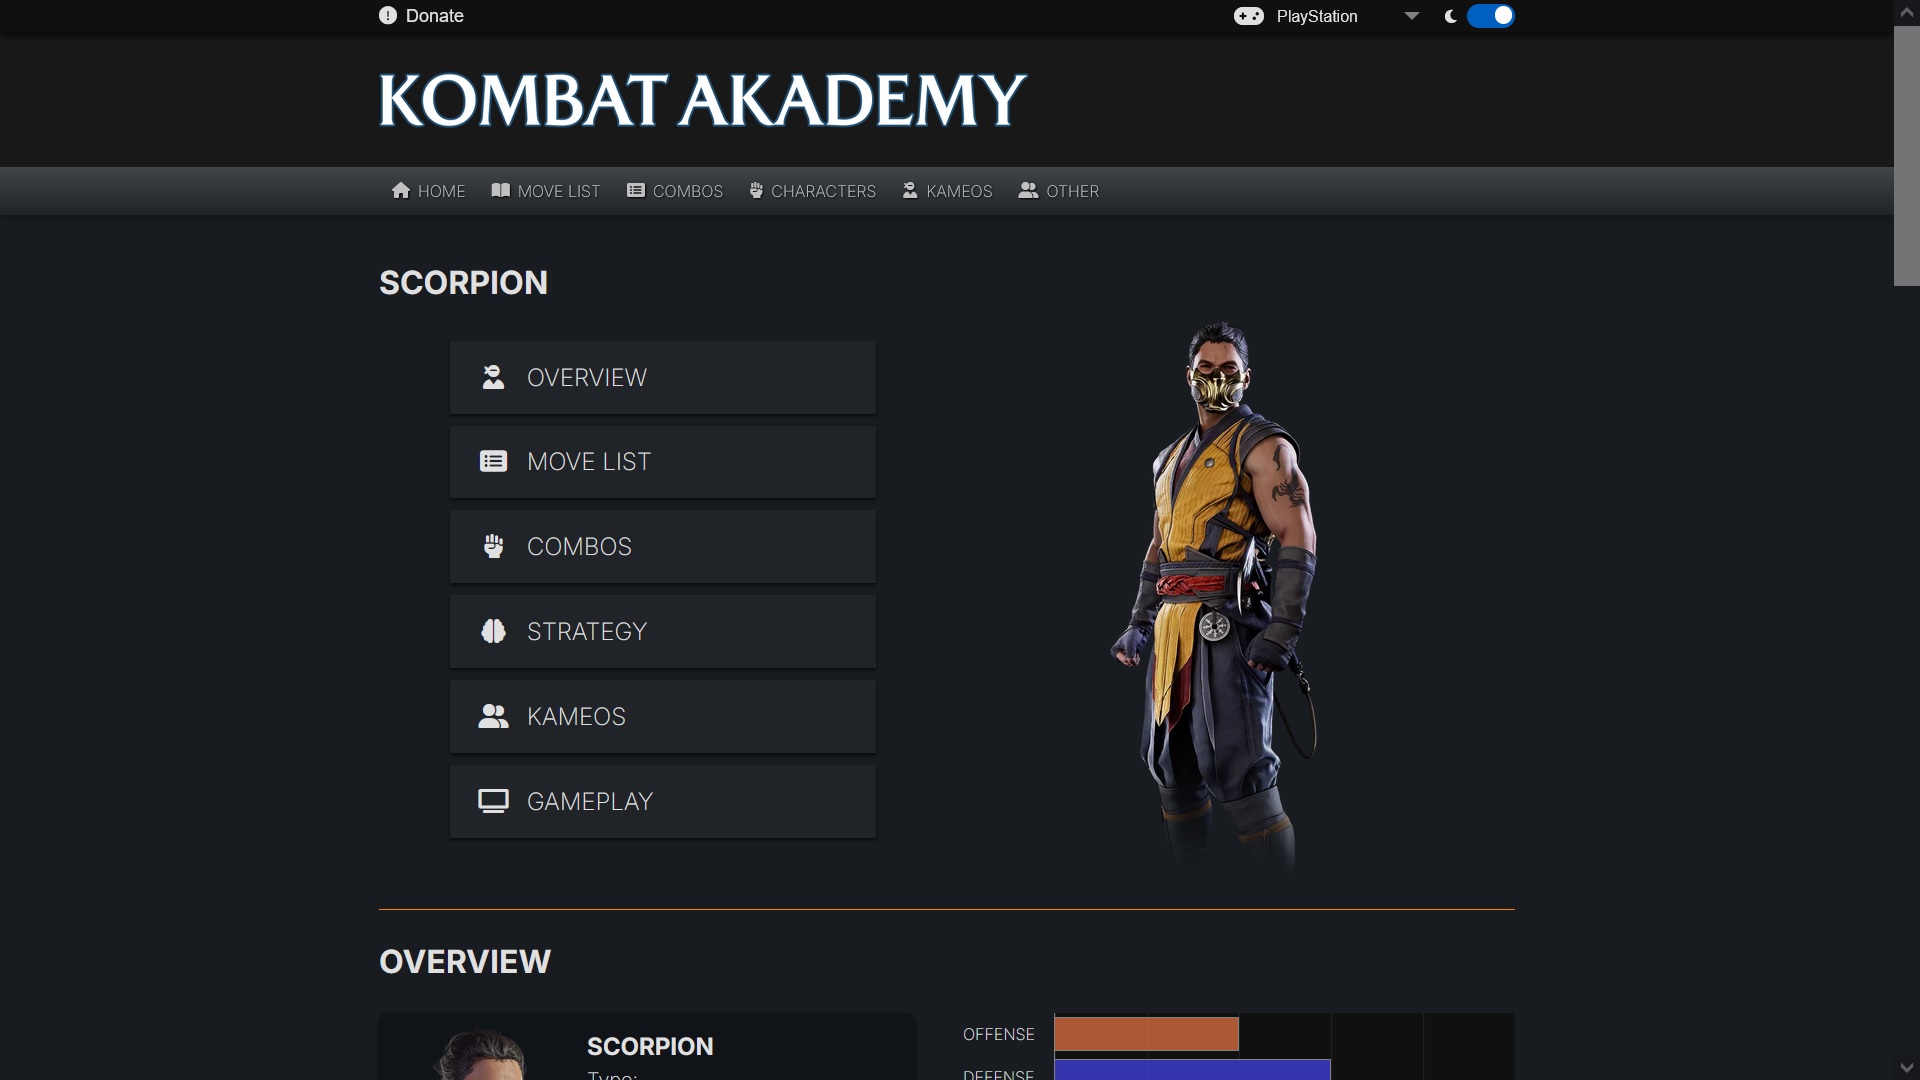 Donate
PlayStation
KOMBAT AKADEMY
HOME
MOVE LIST
COMBOS
CHARACTERS
KAMEOS
OTHER
SCORPION
OVERVIEW
MOVE LIST
COMBOS
STRATEGY
KAMEOS
GAMEPLAY
OVERVIEW
SCORPION
Type:
OFFENSE
DEFENSE